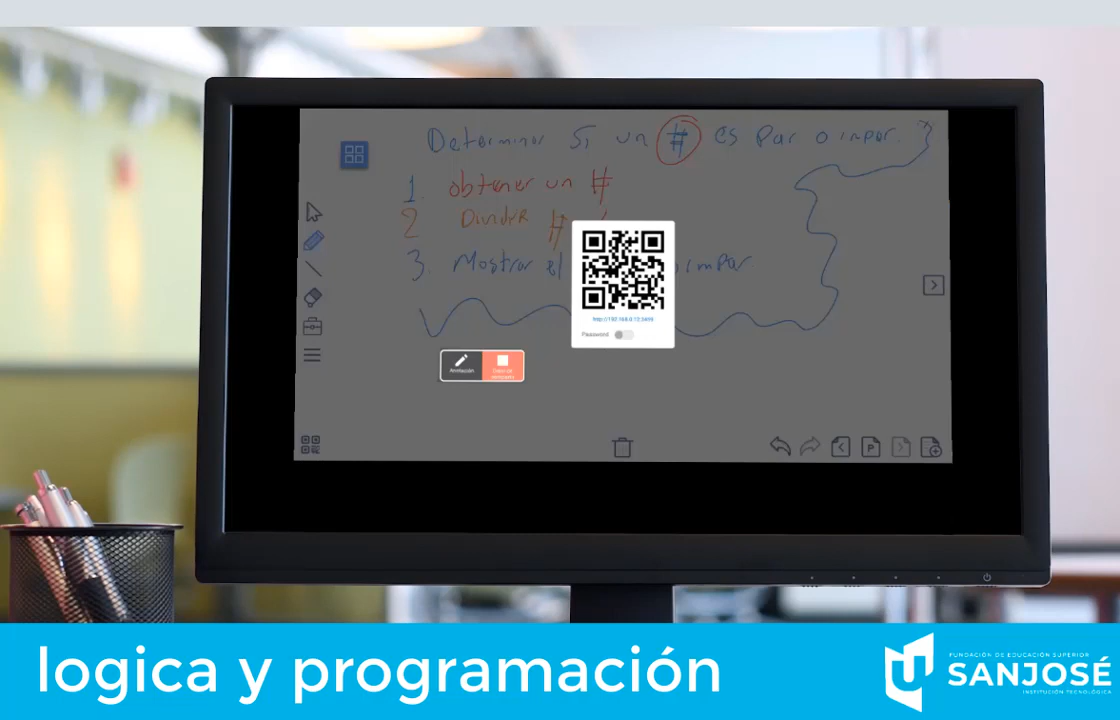 Determinar Si un # es Par o impar.
1. obtener un #
2 Dividir #
3. Mostrar el impar
Password
Anotación
logica y programación
FUNDACIÓN DE EDUCACIÓN SUPERIOR
SANJOSÉ
INSTITUCIÓN TECNOLÓGICA